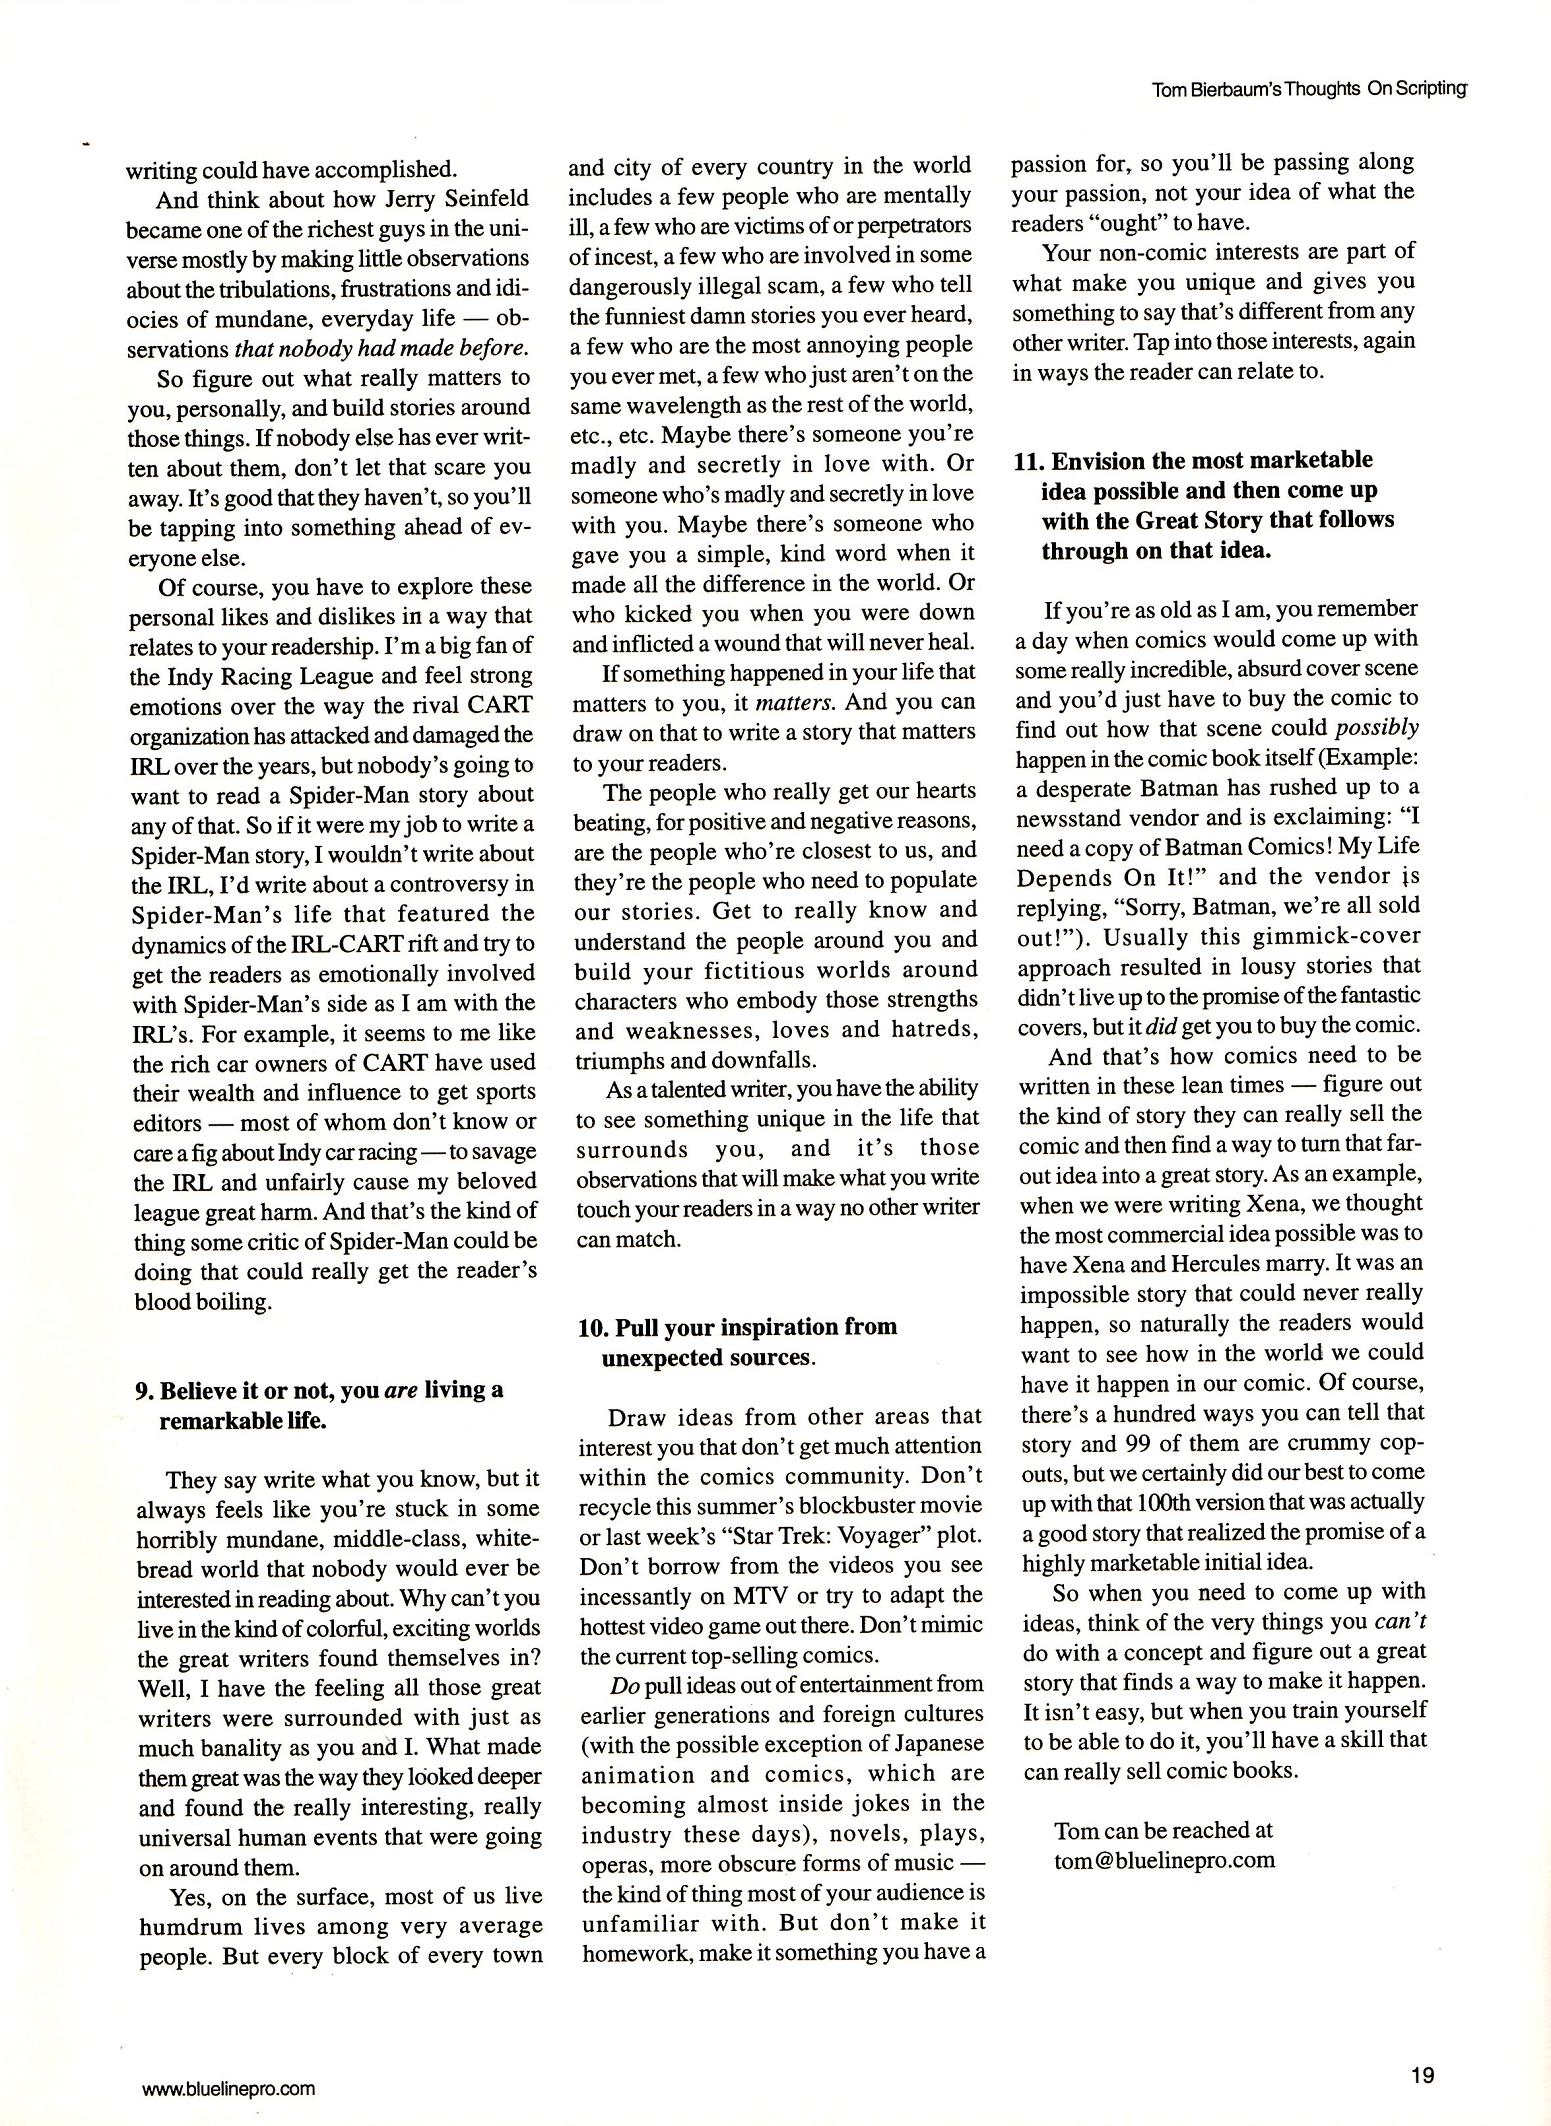 Tom Bierbaum's Thoughts On Scripting
writing could have accomplished.
And think about how Jerry Seinfeld
became one of the richest guys in the uni-
verse mostly by making little observations
about the tribulations, frustrations and idi-
ocies of mundane, everyday life — ob-
servations that nobody had made before.
So figure out what really matters to
you, personally, and build stories around
those things. If nobody else has ever writ-
ten about them, don't let that scare you
away. It's good that they haven't, so you'll
be tapping into something ahead of ev-
eryone else.
Of course, you have to explore these
personal likes and dislikes in a way that
relates to your readership. I'm a big fan of
the Indy Racing League and feel strong
emotions over the way the rival CART
organization has attacked and damaged the
IRL over the years, but nobody's going to
want to read a Spider-Man story about
any of that. So if it were my job to write a
Spider-Man story, I wouldn't write about
the IRL, I'd write about a controversy in
Spider-Man's life that featured the
dynamics of the IRL-CART rift and try to
get the readers as emotionally involved
with Spider-Man's side as I am with the
IRL's. For example, it seems to me like
the rich car owners of CART have used
their wealth and influence to get sports
editors — most of whom don't know or
care a fig about Indy car racing — to savage
the IRL and unfairly cause my beloved
league great harm. And that's the kind of
thing some critic of Spider-Man could be
doing that could really get the reader's
blood boiling.
9. Believe it or not, you are living a
remarkable life.
They say write what you know, but it
always feels like you're stuck in some
horribly mundane, middle-class, white-
bread world that nobody would ever be
interested in reading about. Why can't you
live in the kind of colorful, exciting worlds
the great writers found themselves in?
Well, I have the feeling all those great
writers were surrounded with just as
much banality as you and I. What made
them great was the way they looked deeper
and found the really interesting, really
universal human events that were going
on around them.
Yes, on the surface, most of us live
humdrum lives among very average
people. But every block of every town
and city of every country in the world
includes a few people who are mentally
ill, a few who are victims of or perpetrators
of incest, a few who are involved in some
dangerously illegal scam, a few who tell
the funniest damn stories you ever heard,
a few who are the most annoying people
you ever met, a few who just aren't on the
same wavelength as the rest of the world,
etc., etc. Maybe there's someone you're
madly and secretly in love with. Or
someone who's madly and secretly in love
with you. Maybe there's someone who
gave you a simple, kind word when it
made all the difference in the world. Or
who kicked you when you were down
and inflicted a wound that will never heal.
If something happened in your life that
matters to you, it matters. And you can
draw on that to write a story that matters
to your readers.
The people who really get our hearts
beating, for positive and negative reasons,
are the people who're closest to us, and
they're the people who need to populate
our stories. Get to really know and
understand the people around you and
build your fictitious worlds around
characters who embody those strengths
and weaknesses, loves and hatreds,
triumphs and downfalls.
As a talented writer, you have the ability
to see something unique in the life that
surrounds you, and it's those
observations that will make what you write
touch your readers in a way no other writer
can match.
10. Pull your inspiration from
unexpected sources.
Draw ideas from other areas that
interest you that don't get much attention
within the comics community. Don't
recycle this summer's blockbuster movie
or last week's “Star Trek: Voyager” plot.
Don't borrow from the videos you see
incessantly on MTV or try to adapt the
hottest video game out there. Don't mimic
the current top-selling comics.
Do pull ideas out of entertainment from
earlier generations and foreign cultures
(with the possible exception of Japanese
animation and comics, which are
becoming almost inside jokes in the
industry these days), novels, plays,
operas, more obscure forms of music —
the kind of thing most of your audience is
unfamiliar with. But don't make it
homework, make it something you have a
passion for, so you'll be passing along
your passion, not your idea of what the
readers “ought” to have.
Your non-comic interests are part of
what make you unique and gives you
something to say that's different from any
other writer. Tap into those interests, again
in ways the reader can relate to.
11. Envision the most marketable
idea possible and then come up
with the Great Story that follows
through on that idea.
If you're as old as I am, you remember
a day when comics would come up with
some really incredible, absurd cover scene
and you'd just have to buy the comic to
find out how that scene could possibly
happen in the comic book itself (Example:
a desperate Batman has rushed up to a
newsstand vendor and is exclaiming: “I
need a copy of Batman Comics! My Life
Depends On It!” and the vendor is
replying, “Sorry, Batman, we're all sold
out!”). Usually this gimmick-cover
approach resulted in lousy stories that
didn't live up to the promise of the fantastic
covers, but it did get you to buy the comic.
And that's how comics need to be
written in these lean times — figure out
the kind of story they can really sell the
comic and then find a way to turn that far-
out idea into a great story. As an example,
when we were writing Xena, we thought
the most commercial idea possible was to
have Xena and Hercules marry. It was an
impossible story that could never really
happen, so naturally the readers would
want to see how in the world we could
have it happen in our comic. Of course,
there's a hundred ways you can tell that
story and 99 of them are crummy cop-
outs, but we certainly did our best to come
up with that 100th version that was actually
a good story that realized the promise of a
highly marketable initial idea.
So when you need to come up with
ideas, think of the very things you can't
do with a concept and figure out a great
story that finds a way to make it happen.
It isn't easy, but when you train yourself
to be able to do it, you'll have a skill that
can really sell comic books.
Tom can be reached at
tom@bluelinepro.com
www.bluelinepro.com
19